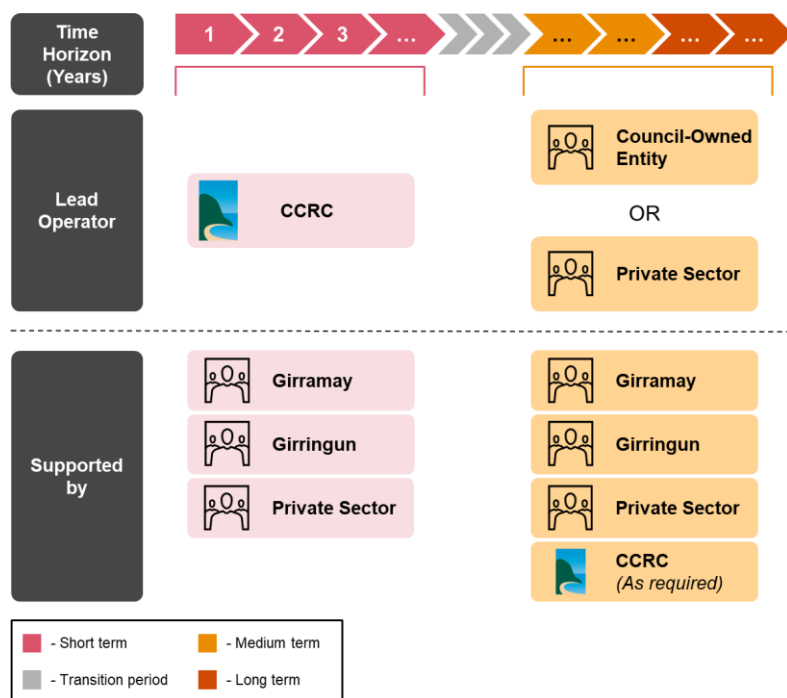 Time
Horizon
(Years)
1 2 3 ... ... ... ... ...
Lead
Operator
CCRC
Council-Owned
Entity
OR
Private Sector
Supported
by
Girramay
Girringun
Private Sector
Girramay
Girringun
Private Sector
CCRC
(As required)
- Short term
- Medium term
- Transition period
- Long term